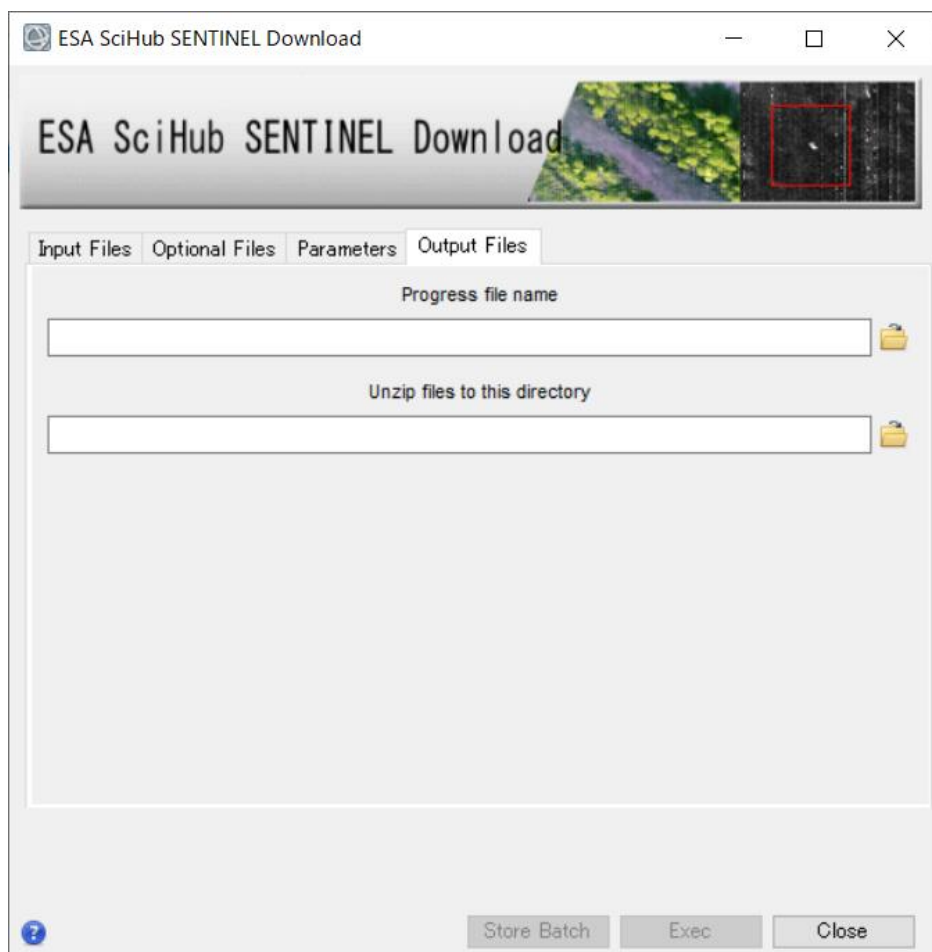 ESA SciHub SENTINEL Download
ESA SciHub SENTINEL Download
Input Files Optional Files Parameters Output Files
Progress file name
Unzip files to this directory
?
Store Batch Exec Close